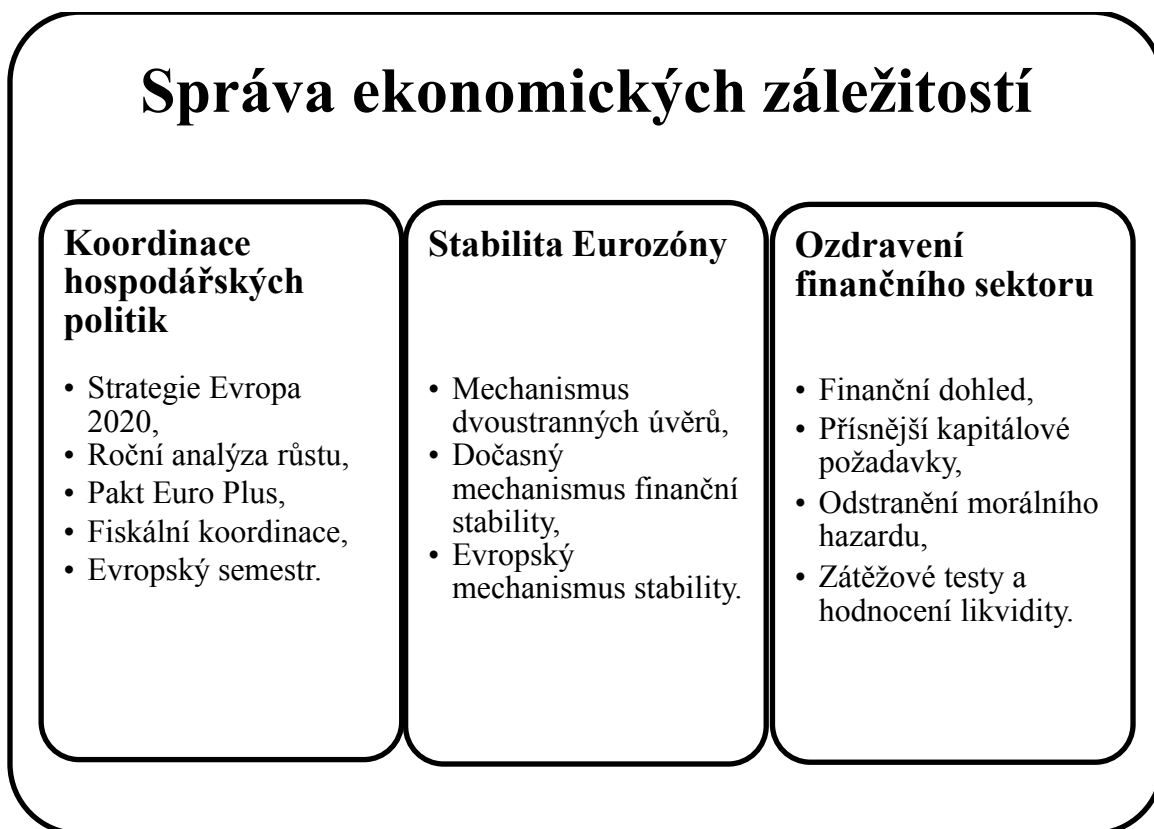 Správa ekonomických záležitostí
Koordinace
hospodářských
politik
• Strategie Evropa
2020,
• Roční analýza růstu,
• Pakt Euro Plus,
• Fiskální koordinace,
• Evropský semestr.
Stabilita Eurozóny
• Mechanismus
dvoustranných úvěrů,
• Dočasný
mechanismus finanční
stability,
• Evropský
mechanismus stability.
Ozdravení
finančního sektoru
• Finanční dohled,
• Přísnější kapitálové
požadavky,
• Odstranění morálního
hazardu,
• Zátěžové testy a
hodnocení likvidity.